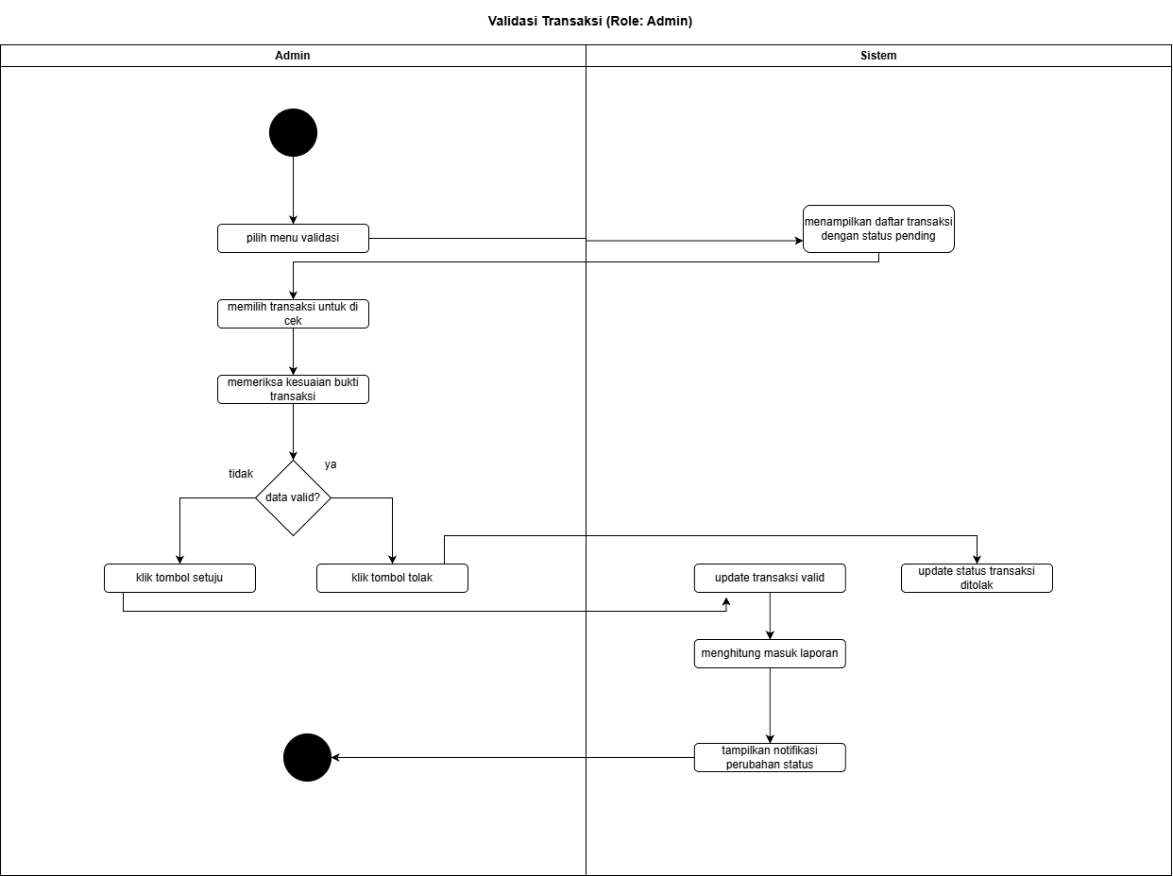 Validasi Transaksi (Role: Admin)
Admin
Sistem
pilih menu validasi
menampilkan daftar transaksi
dengan status pending
memilih transaksi untuk di
cek
memeriksa kesuaian bukti
transaksi
tidak
ya
data valid?
klik tombol setuju
klik tombol tolak
update transaksi valid
update status transaksi
ditolak
menghitung masuk laporan
tampilkan notifikasi
perubahan status